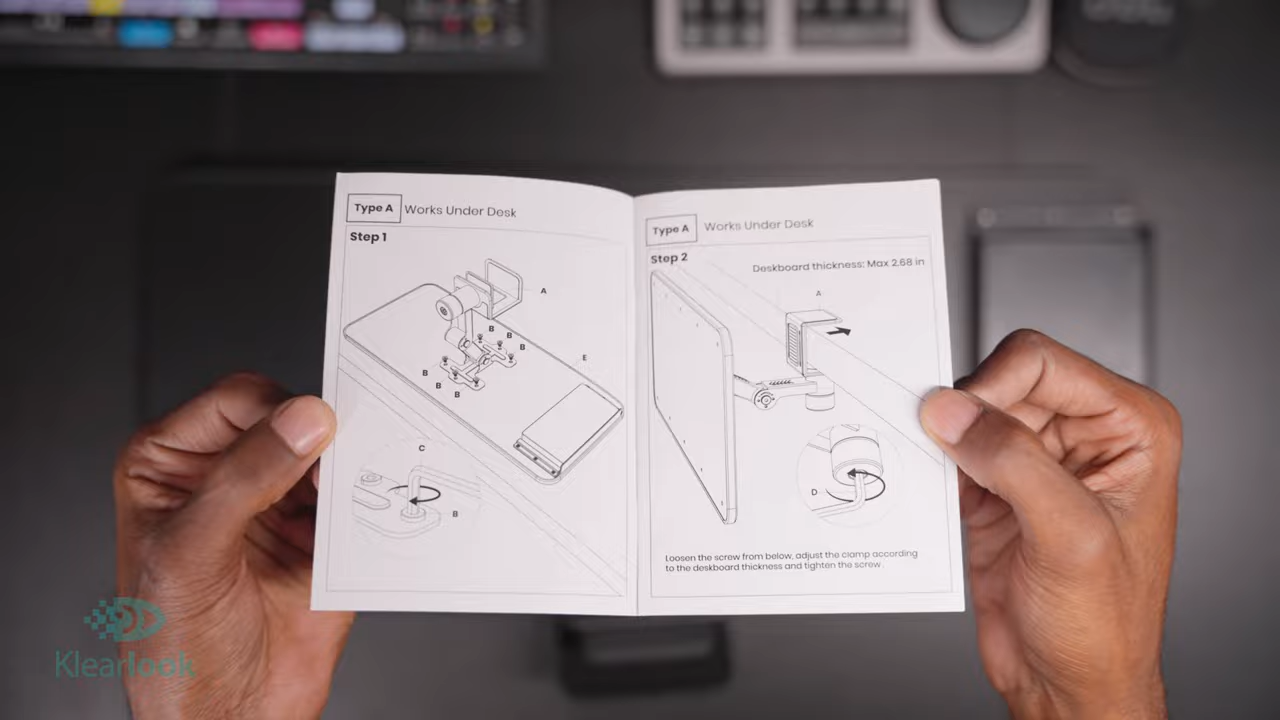 Type A Works Under Desk
Step 1
A
B
B
B
E
B
B
B
C
B
Type A Works Under Desk
Step 2
Deskboard thickness: Max 2.68 in
A
D
Loosen the screw from below, adjust the clamp according
to the deskboard thickness and tighten the screw.
Klearlook